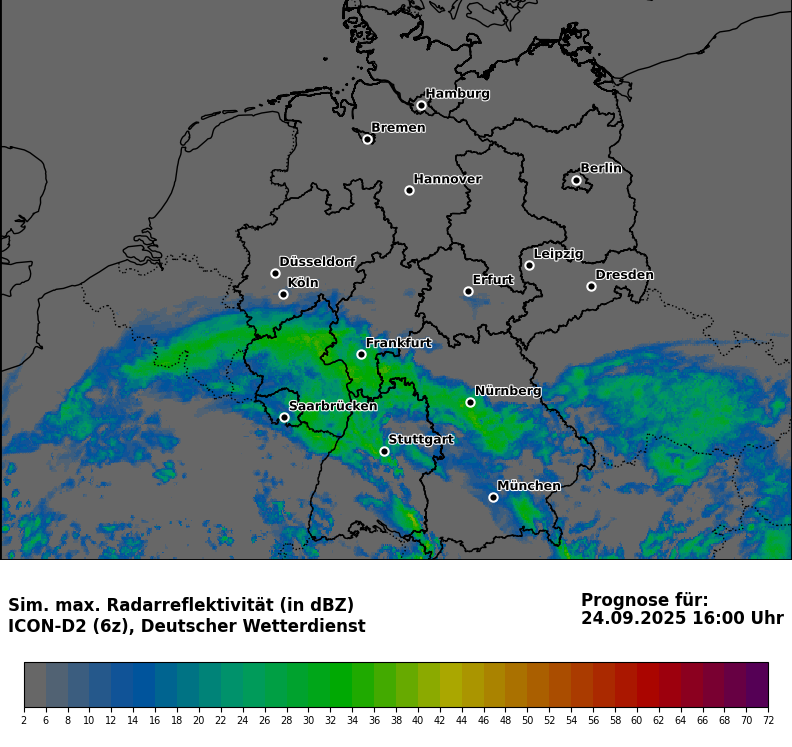 Hamburg
Bremen
Berlin
Hannover
Leipzig
Düsseldorf
Dresden
Köln
Erfurt
Frankfurt
Nürnberg
Saarbrücken
Stuttgart
München
Sim. max. Radarreflektivität (in dBZ)
ICON-D2 (6z), Deutscher Wetterdienst
Prognose für:
24.09.2025 16:00 Uhr
2 6 8 10 12 14 16 18 20 22 24 26 28 30 32 34 36 38 40 42 44 46 48 50 52 54 56 58 60 62 64 66 68 70 72